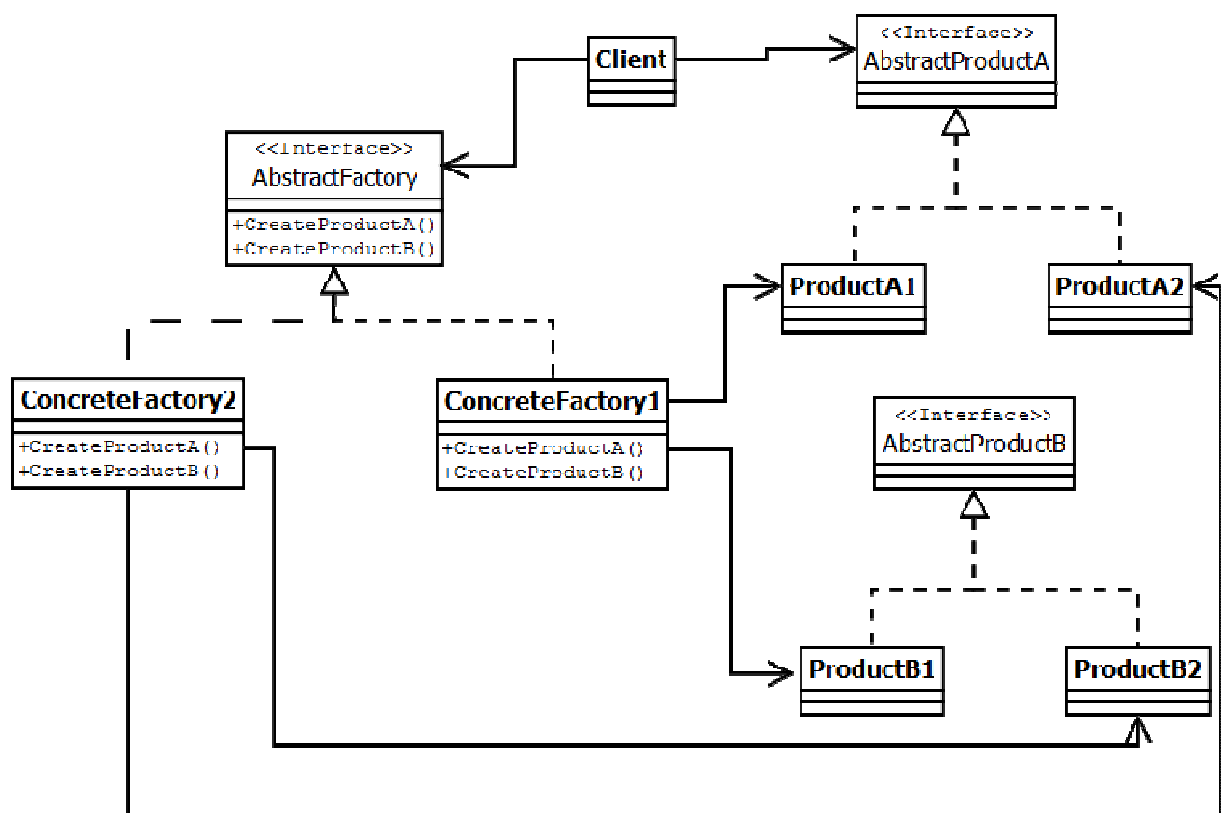 <<Interface>>
AbstractProductA
Client
<<Interface>>
AbstractFactory
+CreateProductA()
+CreateProductB()
ProductA1
ProductA2
ConcreteFactory2
+CreateProductA()
+CreateProductB()
ConcreteFactory1
+CreateProductA()
+CreateProductB()
<<Interface>>
AbstractProductB
ProductB1
ProductB2